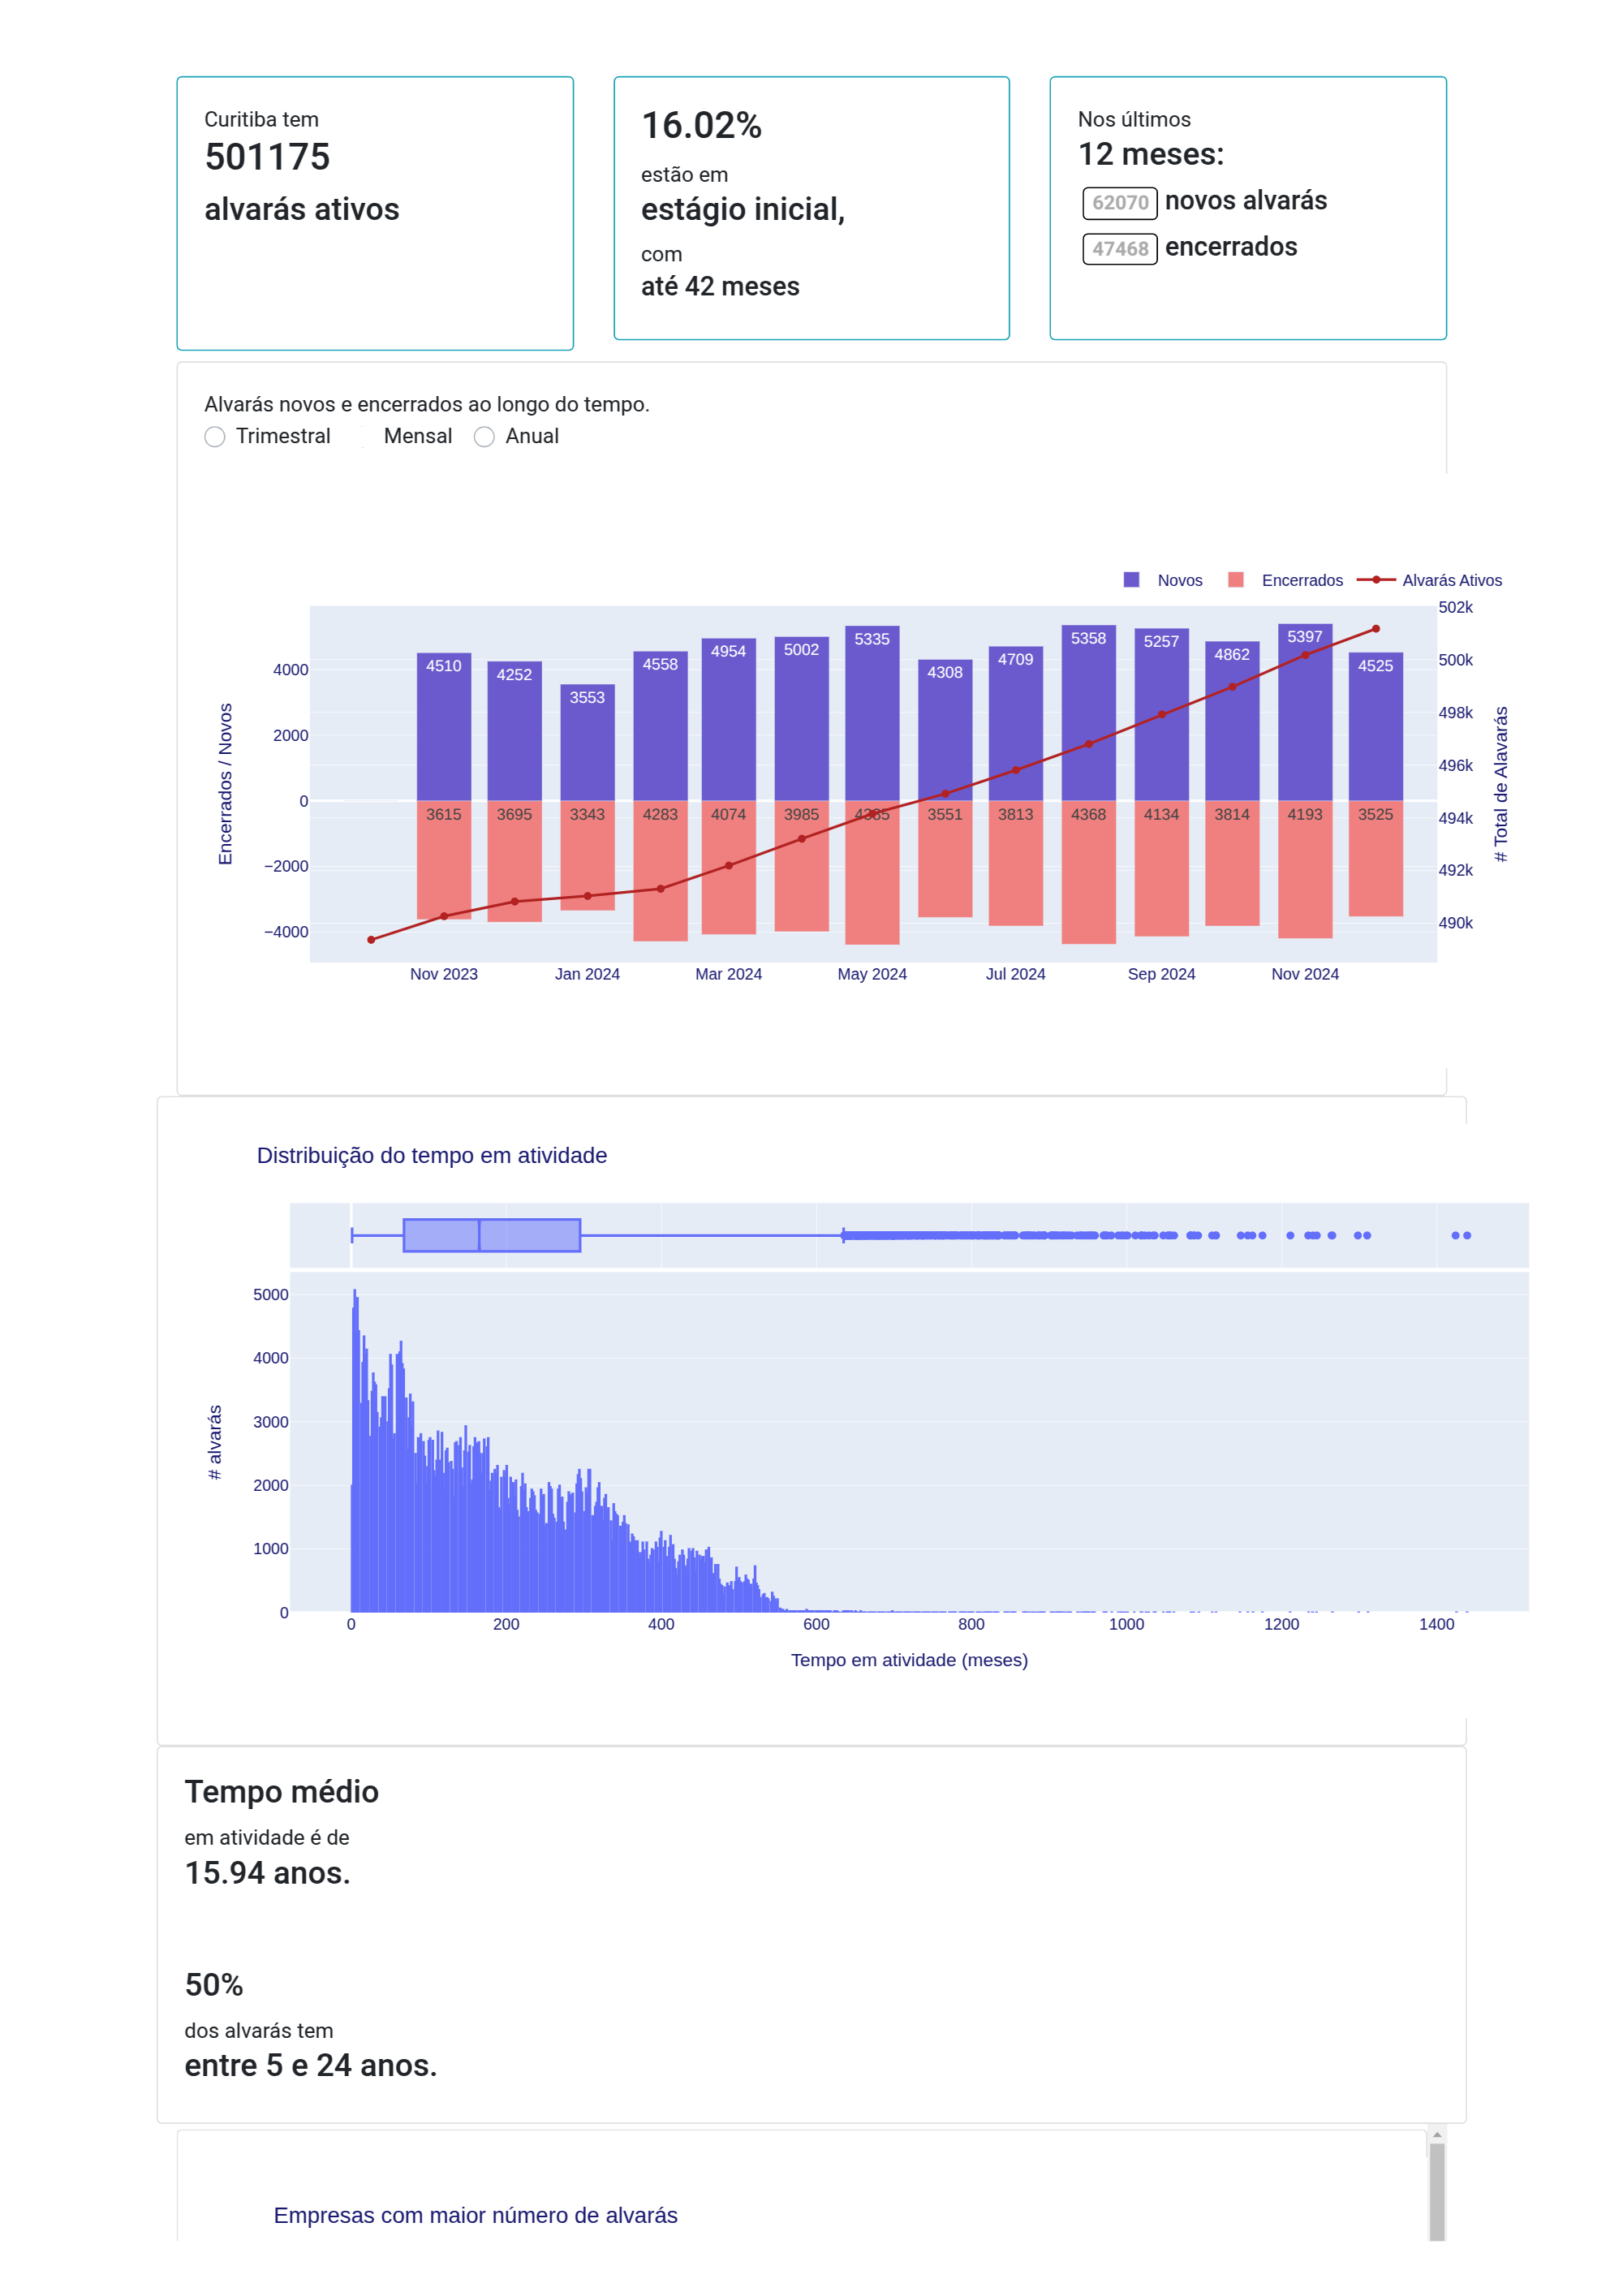 Curitiba tem
501175
alvarás ativos
16.02%
estão em
estágio inicial,
com
até 42 meses
Nos últimos
12 meses:
62070 novos alvarás
47468 encerrados
Alvarás novos e encerrados ao longo do tempo.
Trimestral Mensal Anual
Novos Encerrados Alvarás Ativos
Encerrados / Novos
4000
2000
0
−2000
−4000
4510 4252 3553 4558 4954 5002 5335 4308 4709 5358 5257 4862 5397 4525
3615 3695 3343 4283 4074 3985 4385 3551 3813 4368 4134 3814 4193 3525
502k
500k
498k
496k
494k
492k
490k
# Total de Alavarás
Nov 2023 Jan 2024 Mar 2024 May 2024 Jul 2024 Sep 2024 Nov 2024
Distribuição do tempo em atividade
# alvarás
5000
4000
3000
2000
1000
0
0 200 400 600 800 1000 1200 1400
Tempo em atividade (meses)
Tempo médio
em atividade é de
15.94 anos.
50%
dos alvarás tem
entre 5 e 24 anos.
Empresas com maior número de alvarás